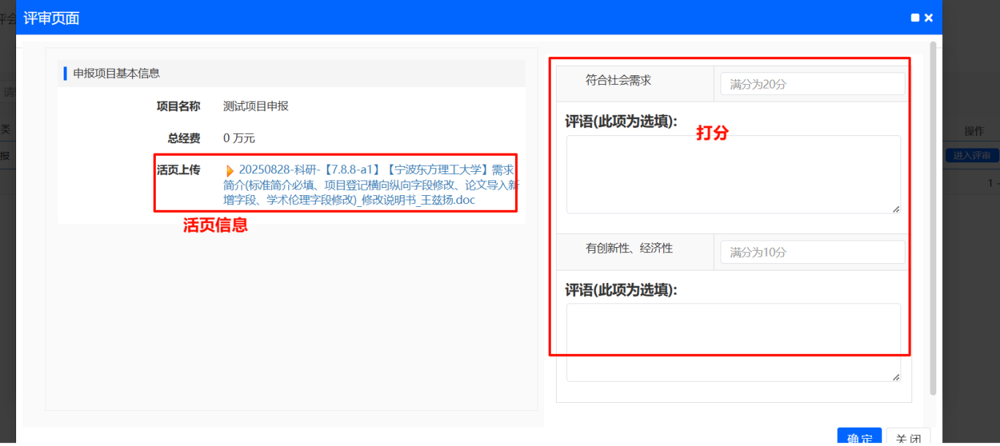 评会
评审页面
申报项目基本信息
项目名称 测试项目申报
总经费 0 万元
活页上传 20250828-科研-【7.8.8-a1】【宁波东方理工大学】需求
简介(标准简介必填、项目登记横向纵向字段修改、论文导入新
增字段、学术伦理字段修改)_修改说明书_王兹扬.doc
活页信息
符合社会需求 满分为20分
评语(此项为选填):
打分
有创新性、经济性 满分为10分
评语(此项为选填):
确定 关闭
类
报
操作
进入评审
1 -